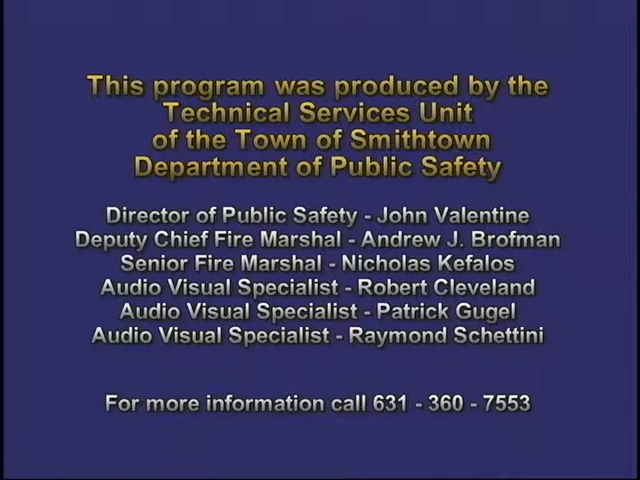 This program was produced by the
Technical Services Unit
of the Town of Smithtown
Department of Public Safety
Director of Public Safety - John Valentine
Deputy Chief Fire Marshal - Andrew J. Brofman
Senior Fire Marshal - Nicholas Kefalos
Audio Visual Specialist - Robert Cleveland
Audio Visual Specialist - Patrick Gugel
Audio Visual Specialist - Raymond Schettini
For more information call 631 - 360 - 7553